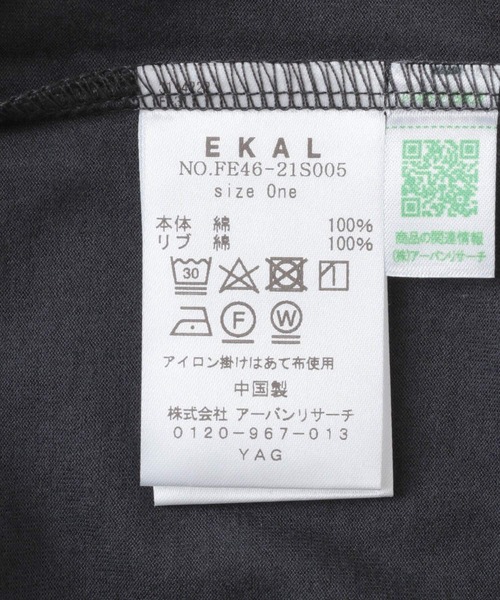 EKAL
NO.FE46-21S005
size One
本体 綿 100%
リブ 綿 100%
30
F W
アイロン掛けはあて布使用
中国製
株式会社 アーバンリサーチ
0120-967-013
YAG
商品の関連情報
(株)アーバンリサーチ